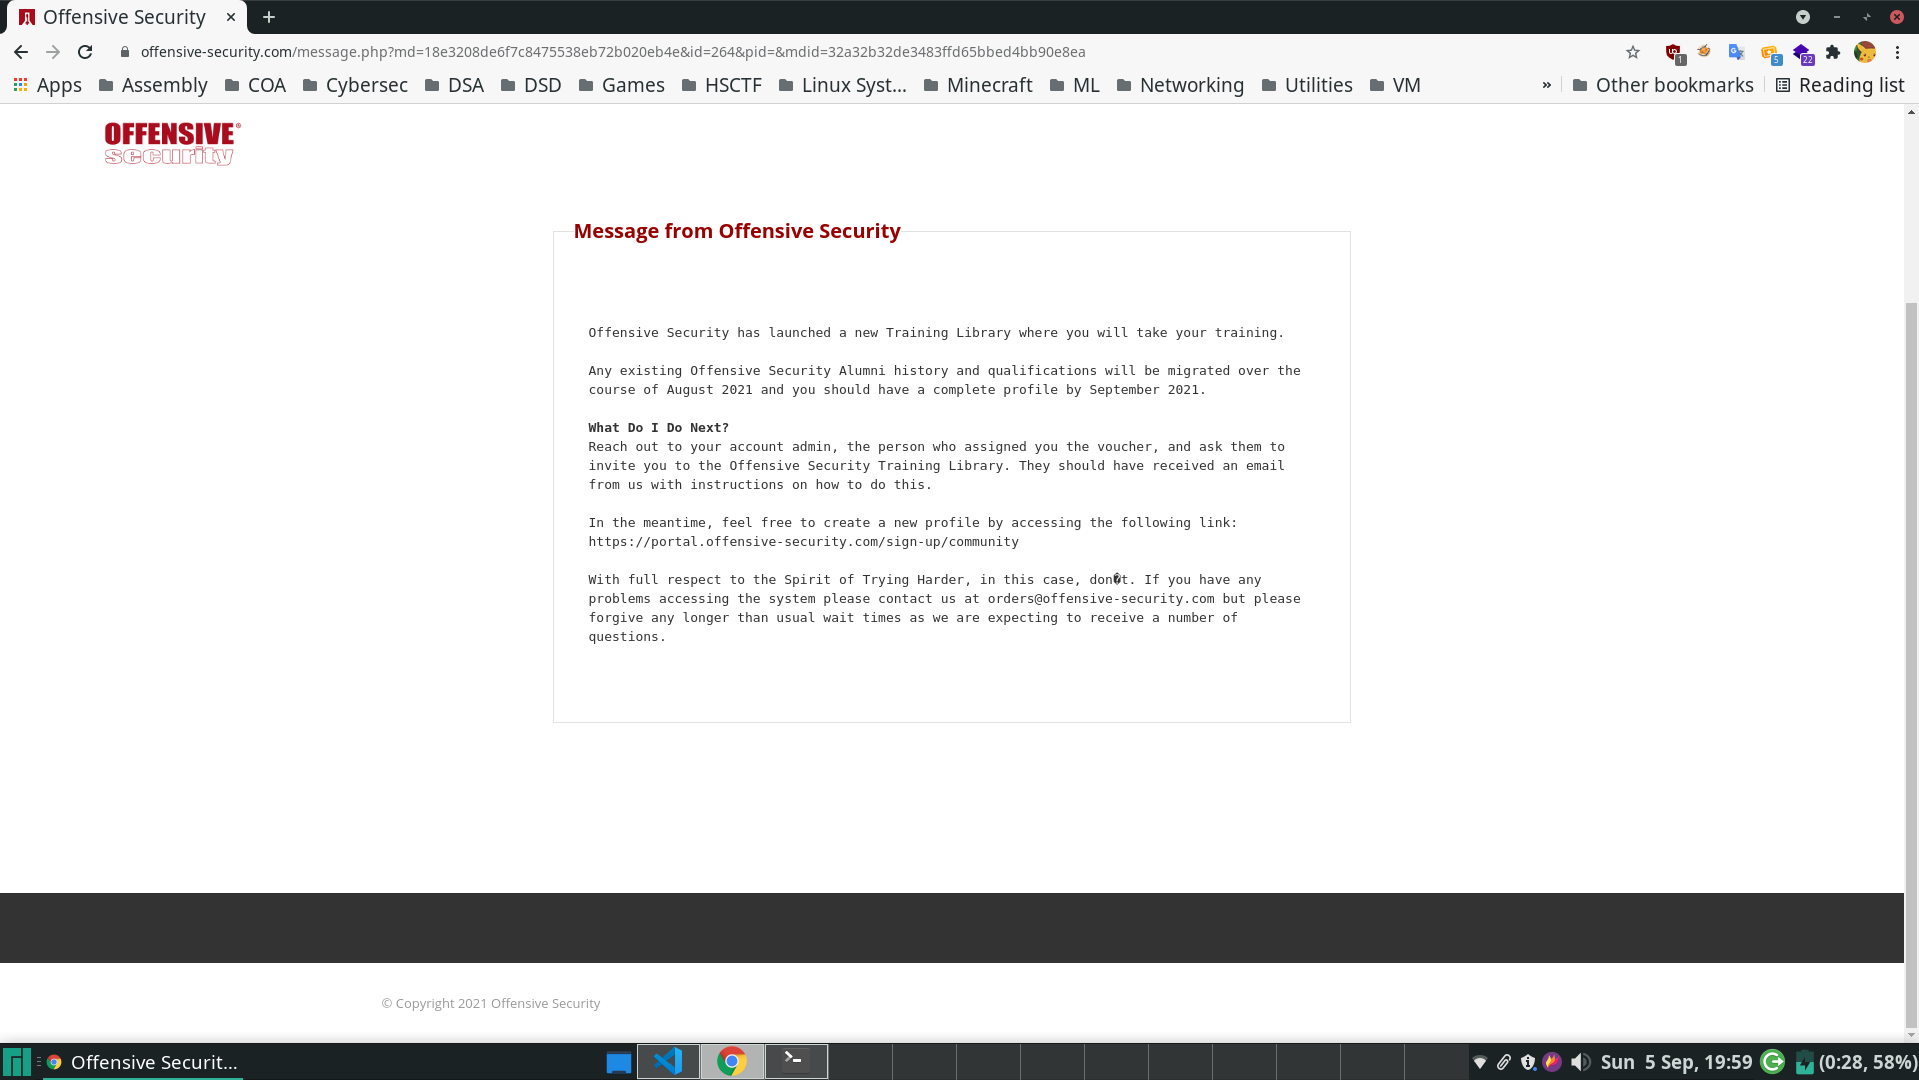 Offensive Security
offensive-security.com/message.php?md=18e3208de6f7c8475538eb72b020eb4e&id=264&pid=&mdid=32a32b32de3483ffd65bbed4bb90e8ea
1
5
22
Apps Assembly COA Cybersec DSA DSD Games HSCTF Linux Syst... Minecraft ML Networking Utilities VM » Other bookmarks Reading list
OFFENSIVE®
security
Message from Offensive Security
Offensive Security has launched a new Training Library where you will take your training.
Any existing Offensive Security Alumni history and qualifications will be migrated over the
course of August 2021 and you should have a complete profile by September 2021.
What Do I Do Next?
Reach out to your account admin, the person who assigned you the voucher, and ask them to
invite you to the Offensive Security Training Library. They should have received an email
from us with instructions on how to do this.
In the meantime, feel free to create a new profile by accessing the following link:
https://portal.offensive-security.com/sign-up/community
With full respect to the Spirit of Trying Harder, in this case, don�t. If you have any
problems accessing the system please contact us at orders@offensive-security.com but please
forgive any longer than usual wait times as we are expecting to receive a number of
questions.
© Copyright 2021 Offensive Security
Offensive Securit...
Sun 5 Sep, 19:59
(0:28, 58%)